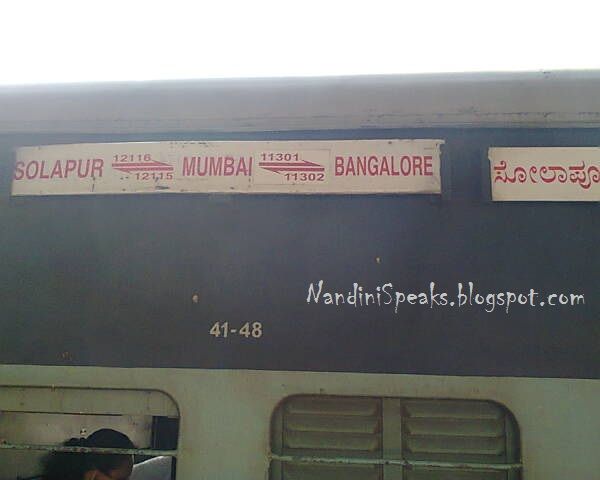 SOLAPUR 12116 12115 MUMBAI 11301 11302 BANGALORE
ಸೋಲಾಪೂ
NandiniSpeaks.blogspot.com
41-48